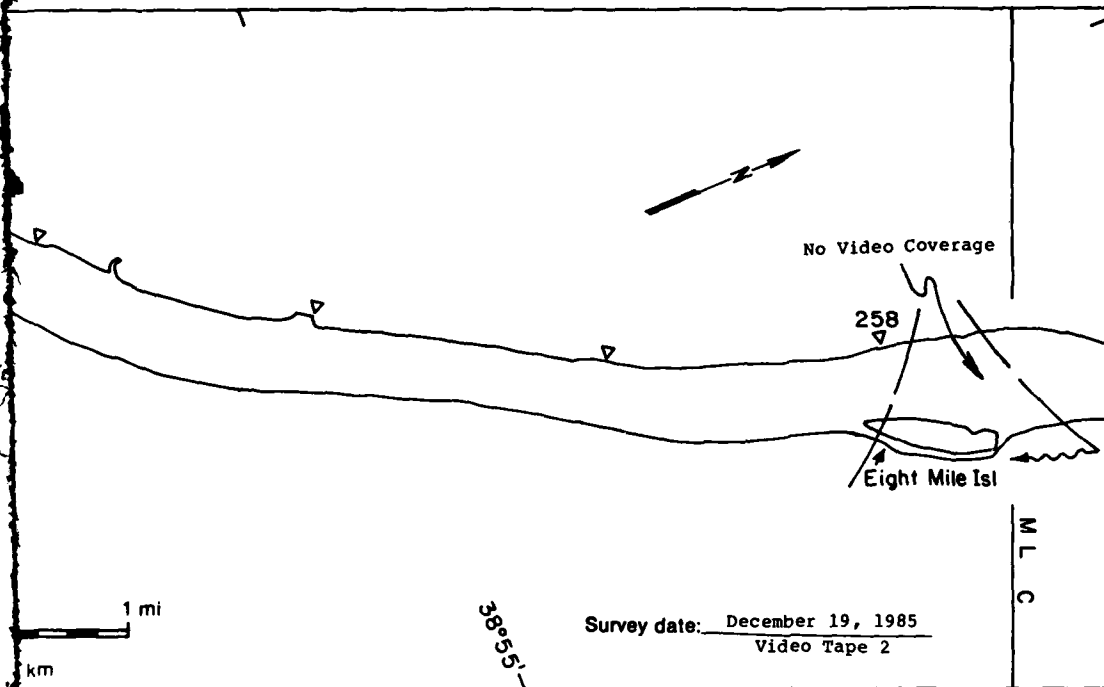 N
No Video Coverage
258
Eight Mile Isl
M L C
1 mi
km
38°55'
Survey date: December 19, 1985
Video Tape 2